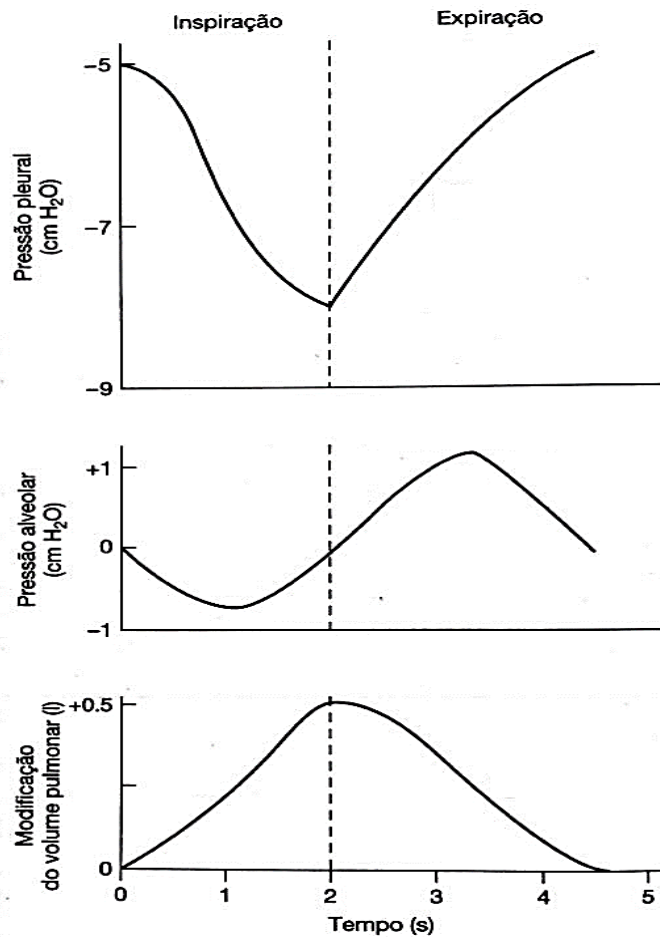 Inspiração
Expiração
Pressão pleural
(cm H₂O)
−5
−7
−9
Pressão alveolar
(cm H₂O)
+1
0
−1
Modificação
do volume pulmonar (l)
+0.5
0
0 1 2 3 4 5
Tempo (s)